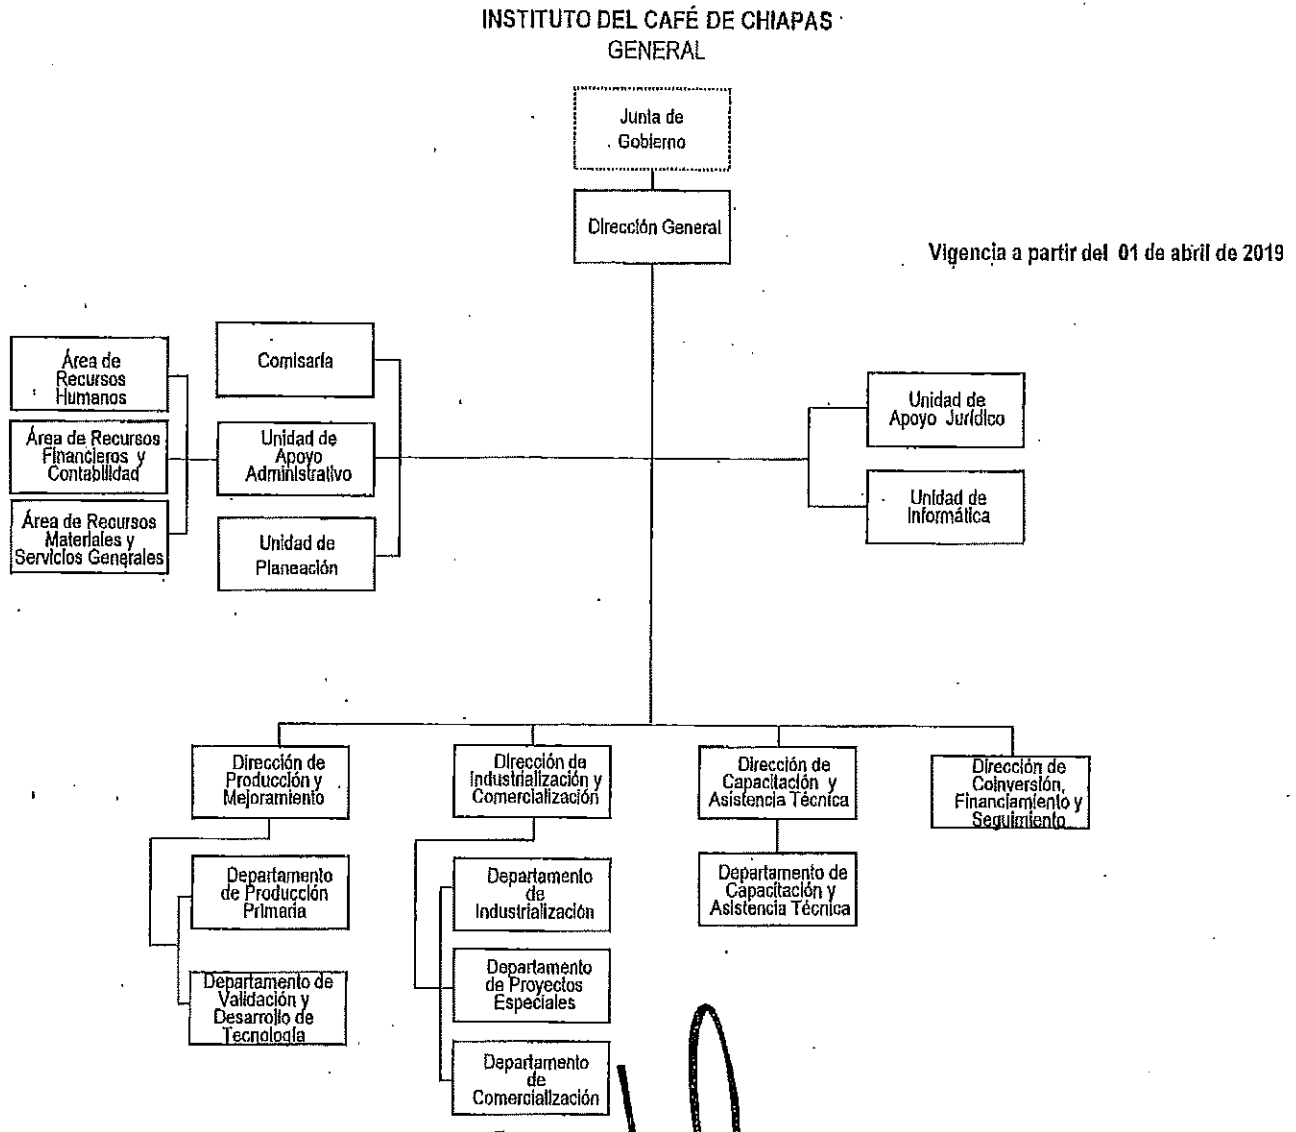 INSTITUTO DEL CAFÉ DE CHIAPAS
GENERAL
Junta de
Gobierno
Dirección General
Vigencia a partir del 01 de abril de 2019
Área de
Recursos
Humanos
Comisaría
Unidad de
Apoyo Jurídico
Área de Recursos
Financieros y
Contabilidad
Unidad de
Apoyo
Administrativo
Unidad de
Informática
Área de Recursos
Materiales y
Servicios Generales
Unidad de
Planeación
Dirección de
Producción y
Mejoramiento
Dirección de
Industrialización y
Comercialización
Dirección de
Capacitación y
Asistencia Técnica
Dirección de
Coinversión,
Financiamiento y
Seguimiento
Departamento
de Producción
Primaria
Departamento
de
Industrialización
Departamento de
Capacitación y
Asistencia Técnica
Departamento de
Validación y
Desarrollo de
Tecnología
Departamento
de Proyectos
Especiales
Departamento
de
Comercialización